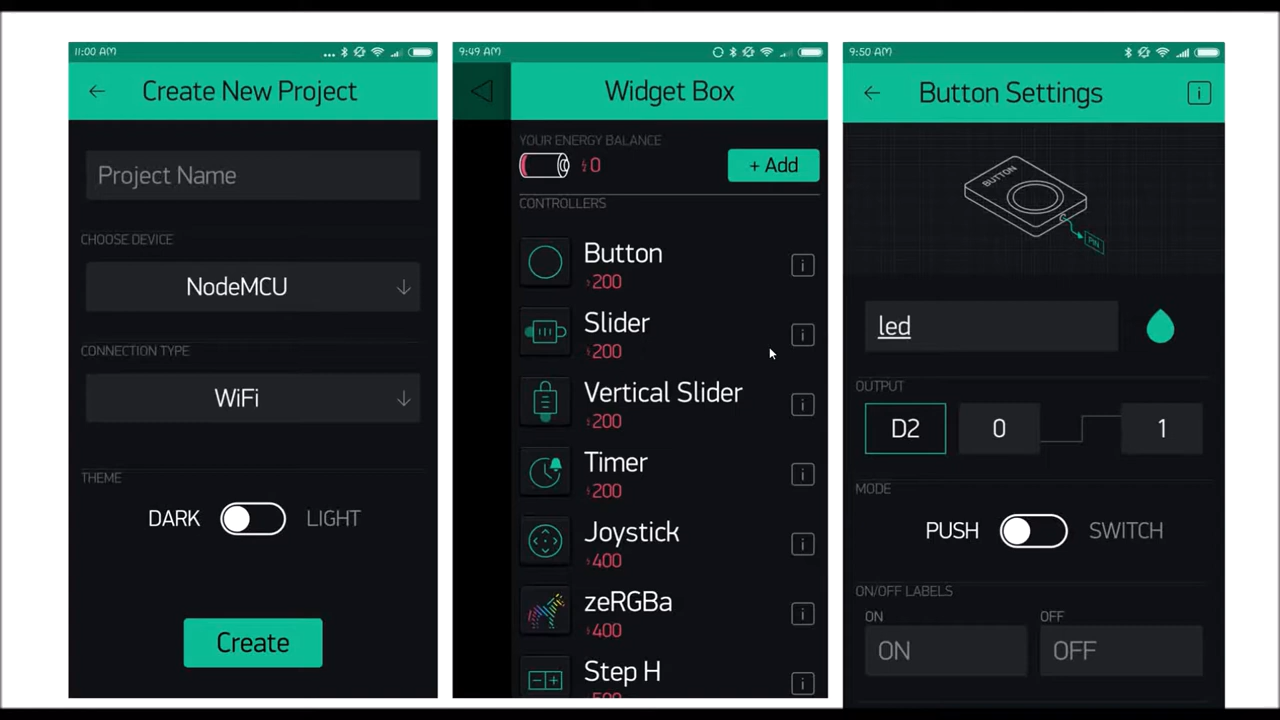 11:00 AM
Create New Project
Project Name
CHOOSE DEVICE
NodeMCU
CONNECTION TYPE
WiFi
THEME
DARK LIGHT
Create
9:49 AM
Widget Box
YOUR ENERGY BALANCE
0
+ Add
CONTROLLERS
Button
200
Slider
200
Vertical Slider
200
Timer
200
Joystick
400
zeRGBa
400
Step H
9:50 AM
Button Settings
i
BUTTON
PIN
led
OUTPUT
D2 0 1
MODE
PUSH SWITCH
ON/OFF LABELS
ON OFF
ON OFF